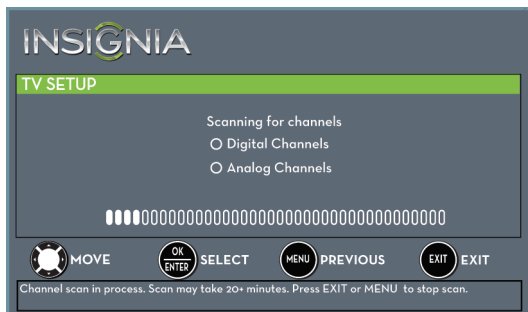 INSIGNIA
TV SETUP
Scanning for channels
Digital Channels
Analog Channels
MOVE OK ENTER SELECT MENU PREVIOUS EXIT EXIT
Channel scan in process. Scan may take 20+ minutes. Press EXIT or MENU to stop scan.